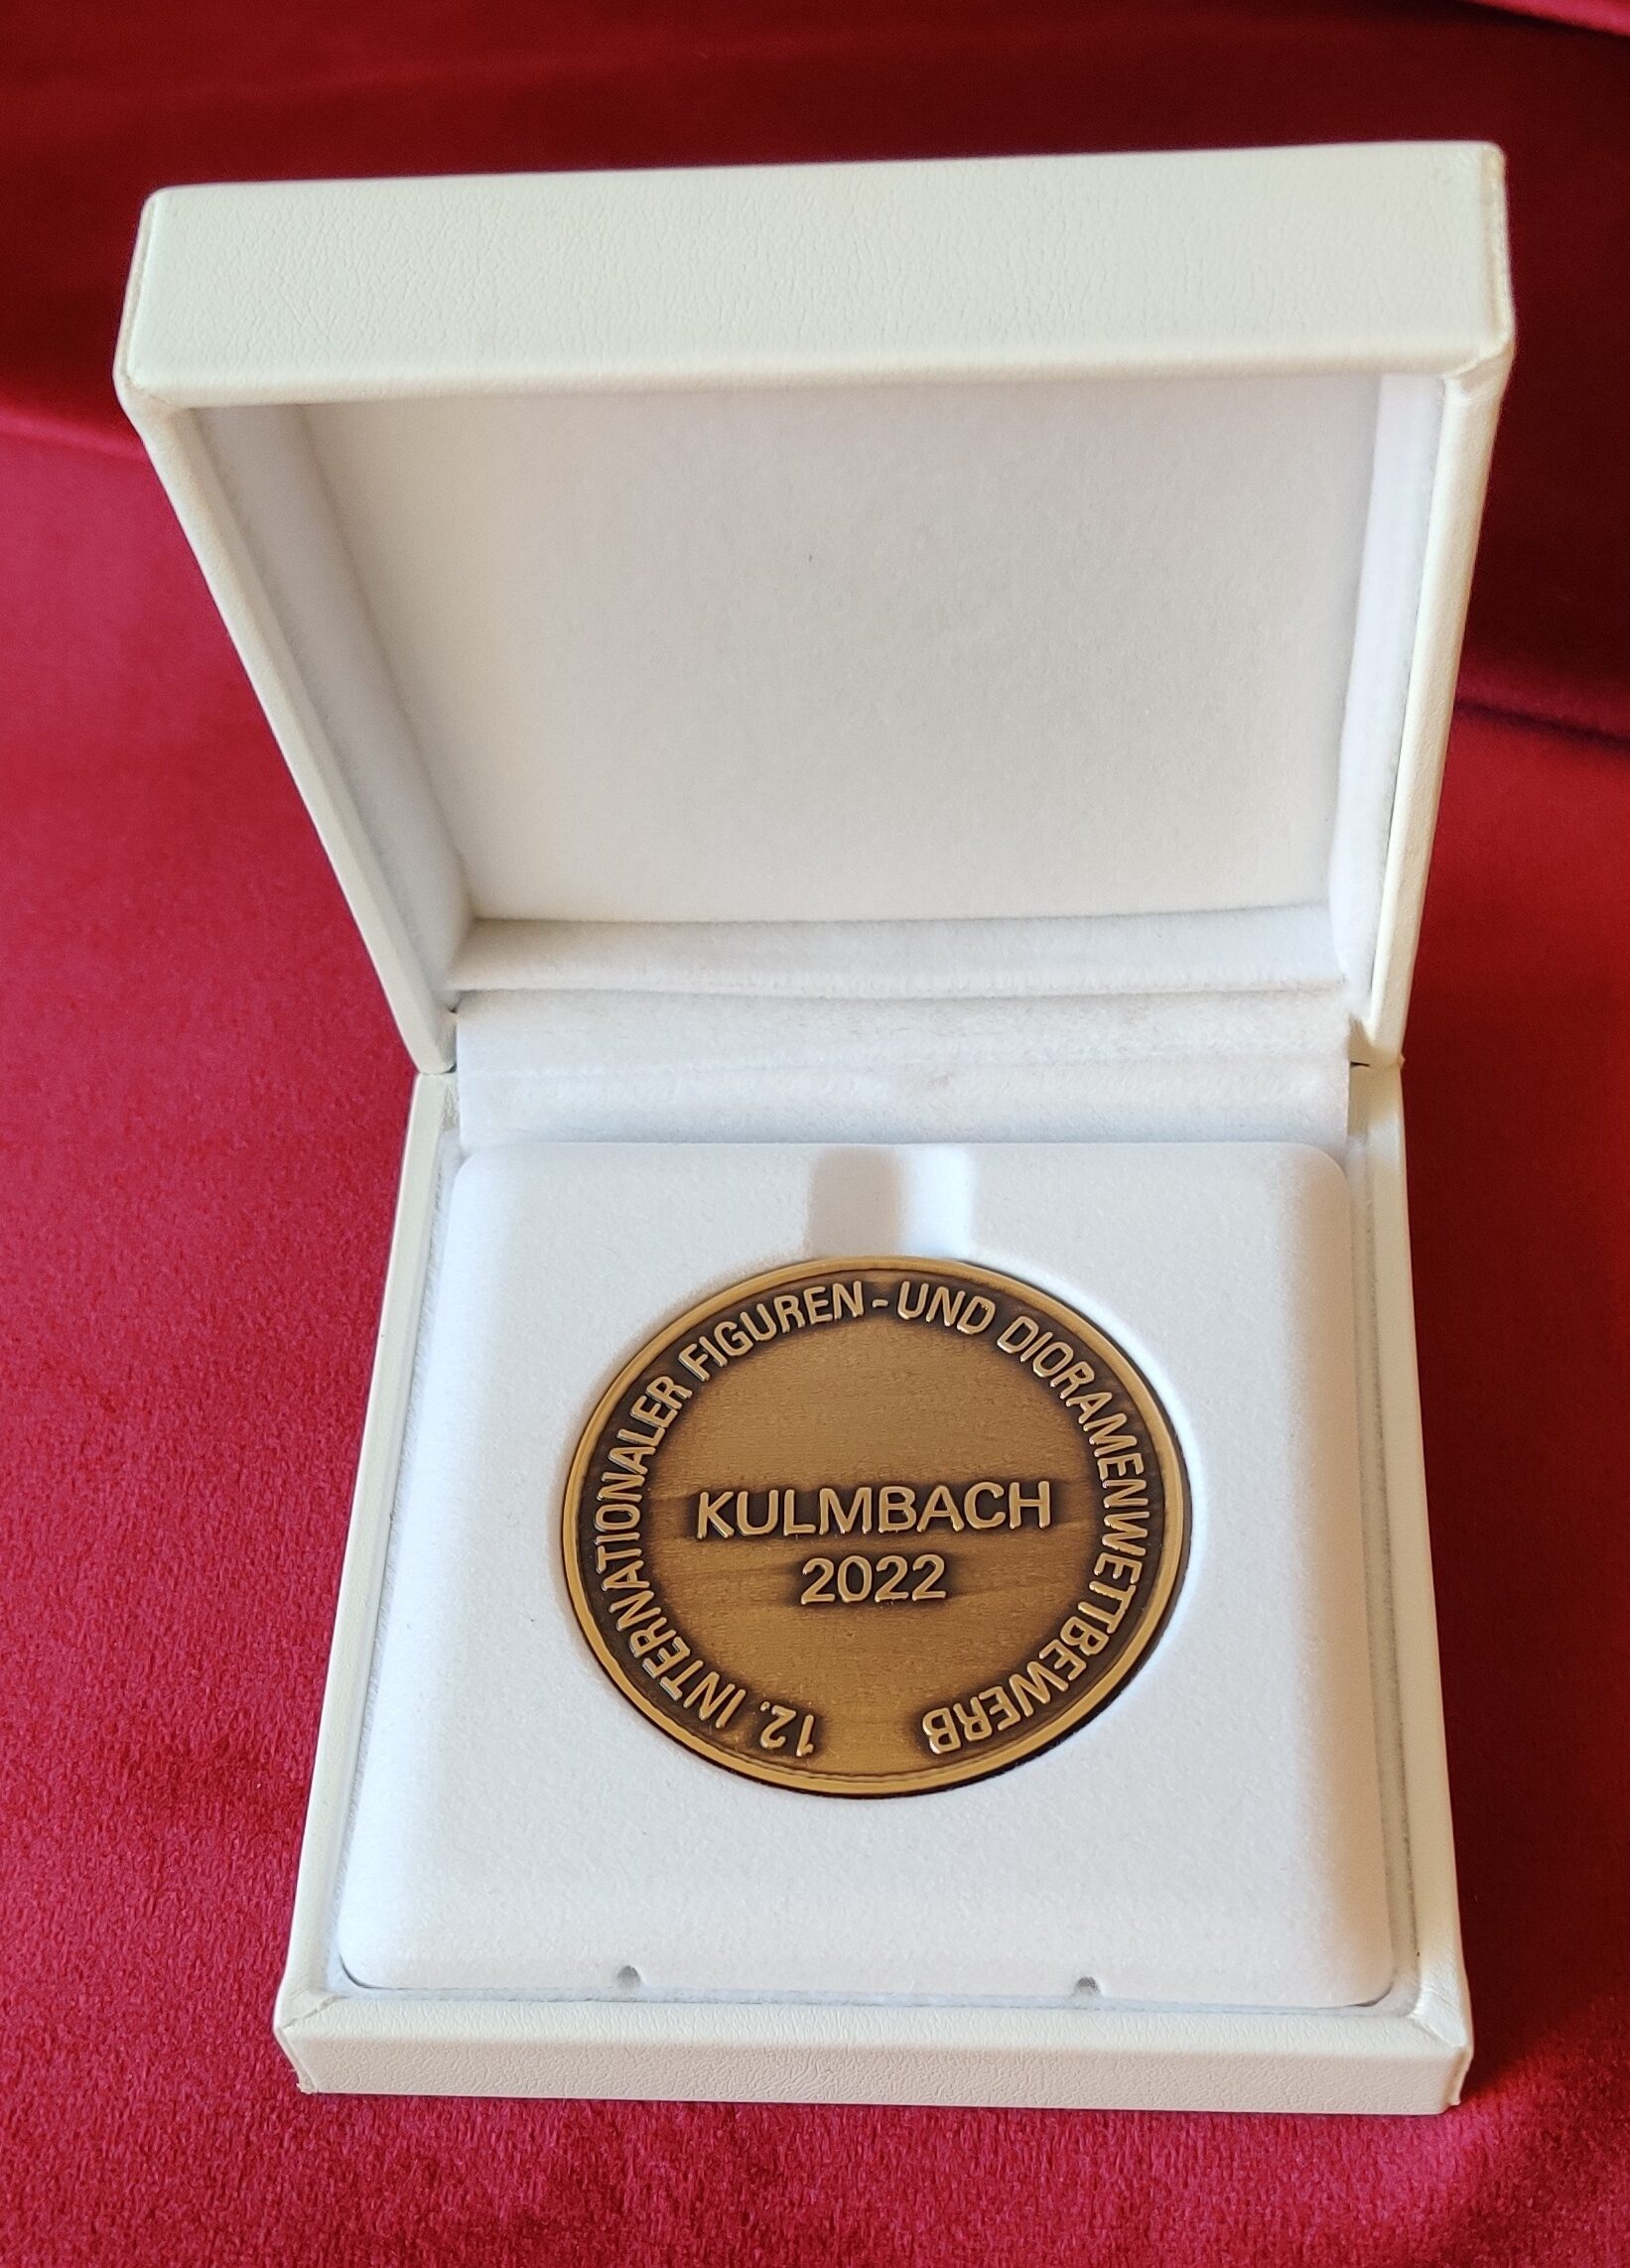 12. INTERNATIONALER FIGUREN-UND DIORAMENWETTBEWERB
KULMBACH
2022